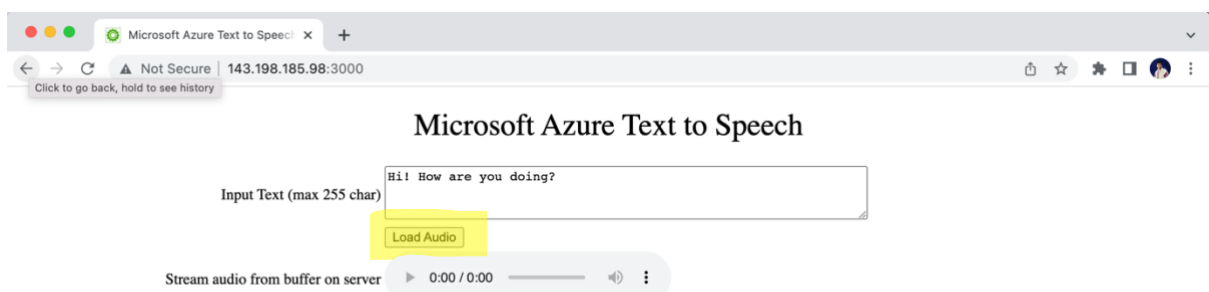 Microsoft Azure Text to Speech
Not Secure | 143.198.185.98:3000
Click to go back, hold to see history
Microsoft Azure Text to Speech
Input Text (max 255 char)
Hi! How are you doing?
Load Audio
Stream audio from buffer on server
0:00 / 0:00